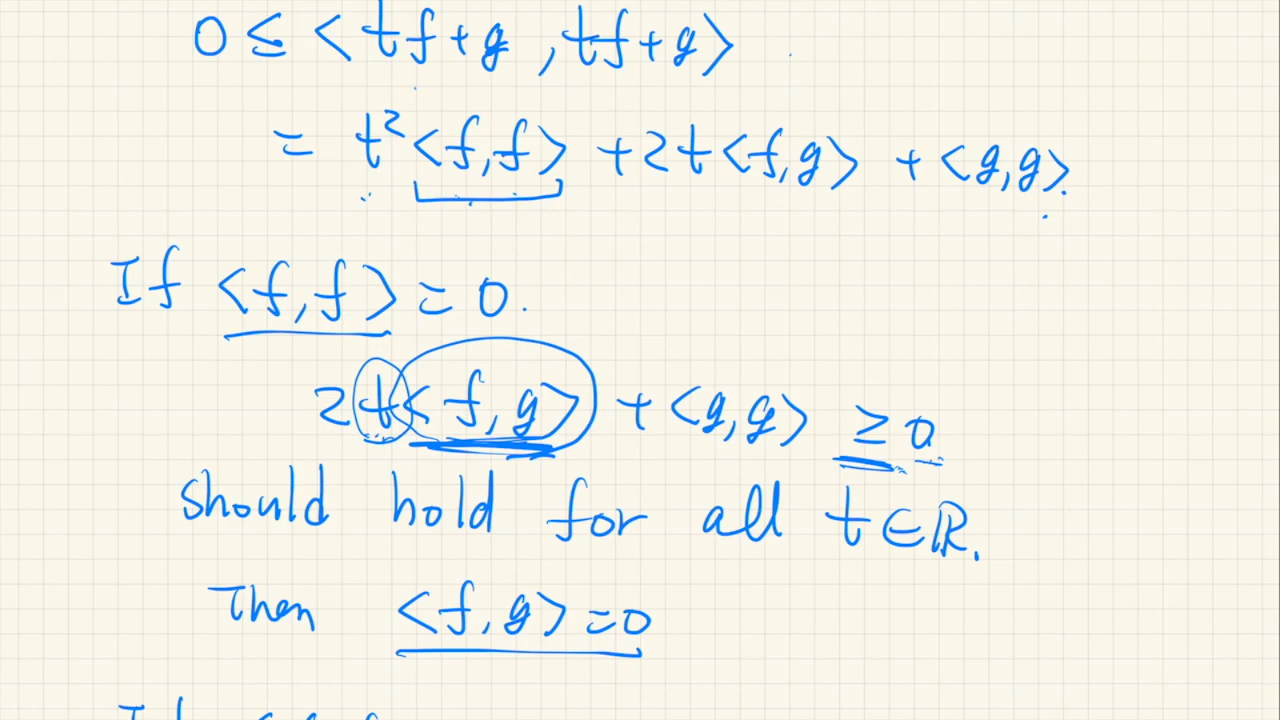 0 ≤ <tf+g, tf+g>
= t²<f,f> + 2t<f,g> + <g,g>.
If <f,f> = 0.
2t<f,g> + <g,g> ≥ 0
should hold for all t∈ℝ.
Then <f,g> = 0